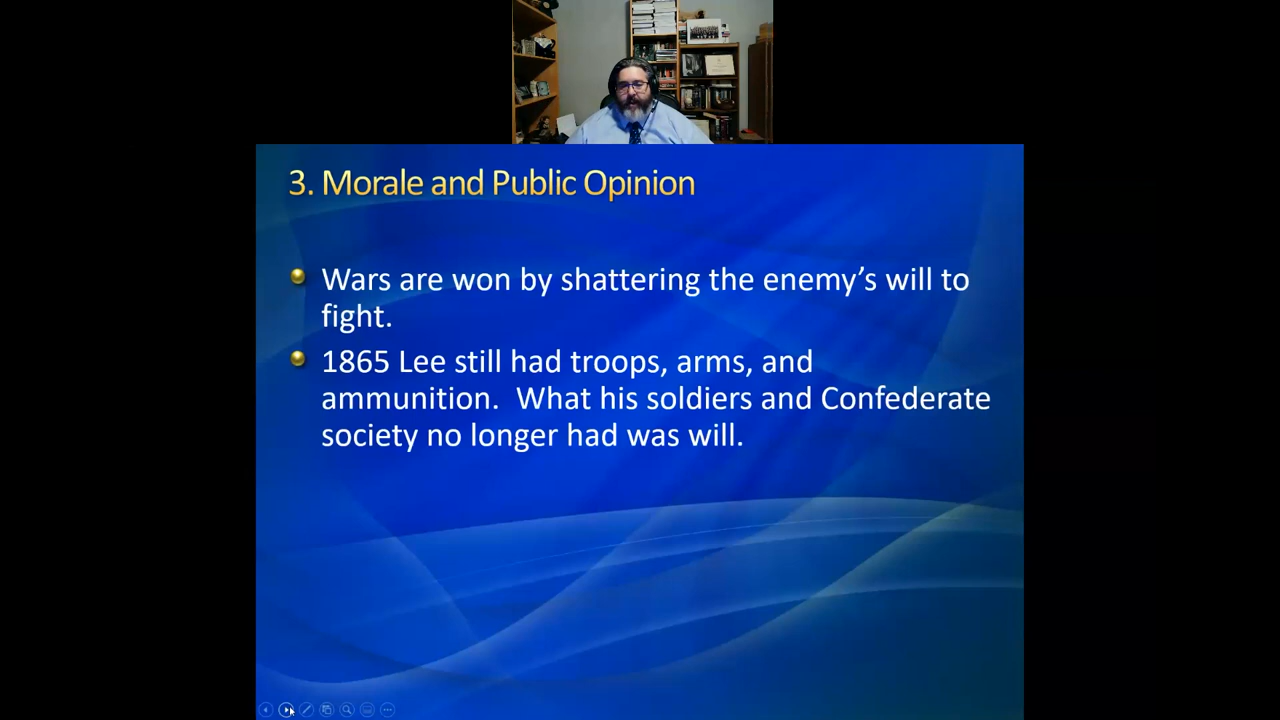 3. Morale and Public Opinion
Wars are won by shattering the enemy’s will to
fight.
1865 Lee still had troops, arms, and
ammunition.  What his soldiers and Confederate
society no longer had was will.